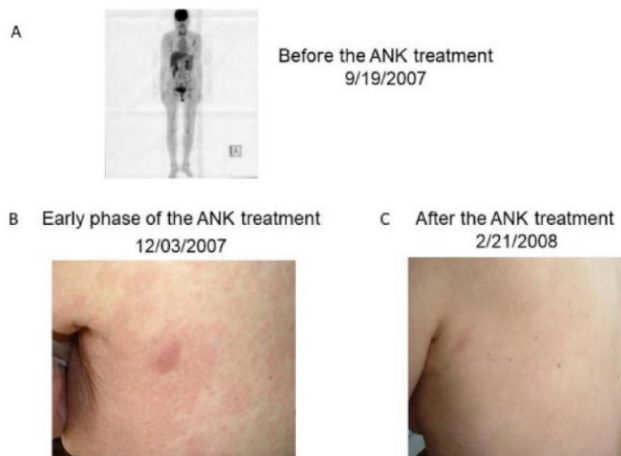 A
Before the ANK treatment
9/19/2007
A
B Early phase of the ANK treatment
12/03/2007
C After the ANK treatment
2/21/2008